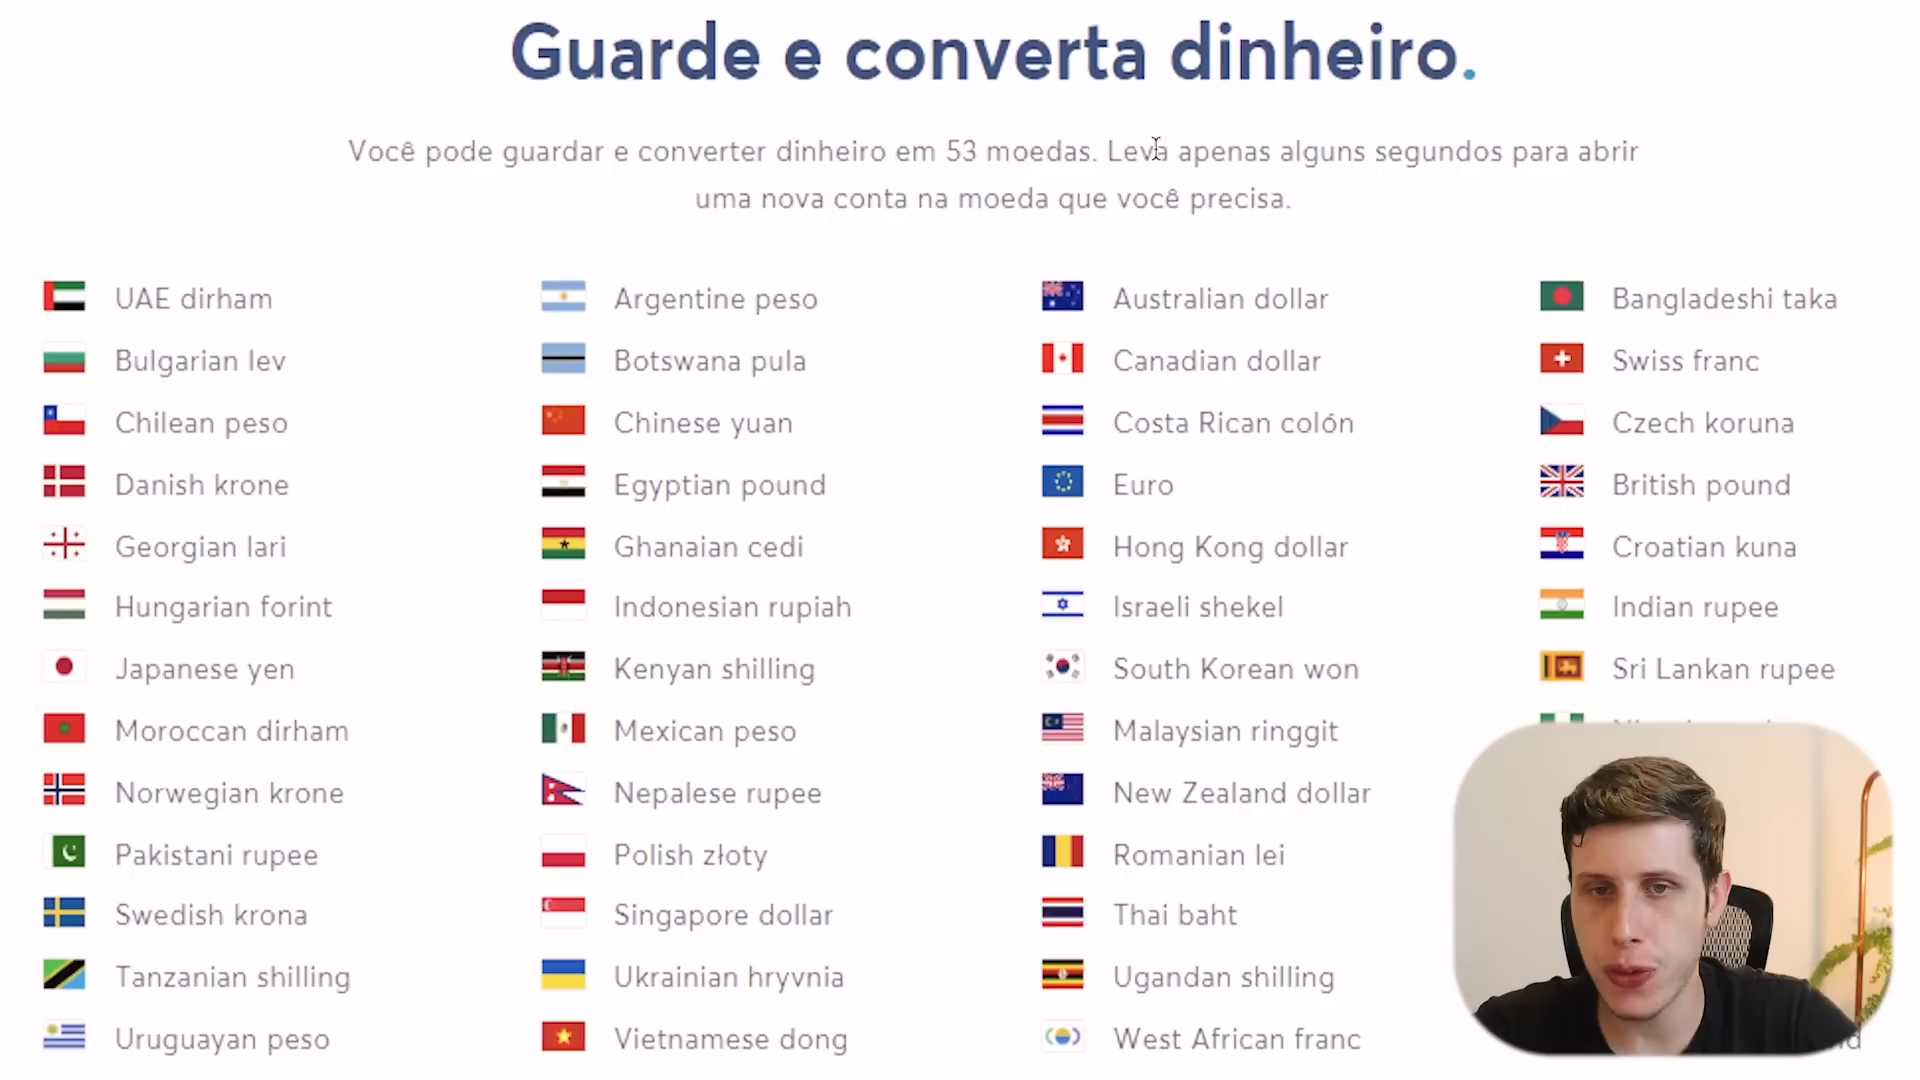 Guarde e converta dinheiro.
Você pode guardar e converter dinheiro em 53 moedas. Leva apenas alguns segundos para abrir
uma nova conta na moeda que você precisa.
UAE dirham Argentine peso Australian dollar Bangladeshi taka
Bulgarian lev Botswana pula Canadian dollar Swiss franc
Chilean peso Chinese yuan Costa Rican colón Czech koruna
Danish krone Egyptian pound Euro British pound
Georgian lari Ghanaian cedi Hong Kong dollar Croatian kuna
Hungarian forint Indonesian rupiah Israeli shekel Indian rupee
Japanese yen Kenyan shilling South Korean won Sri Lankan rupee
Moroccan dirham Mexican peso Malaysian ringgit
Norwegian krone Nepalese rupee New Zealand dollar
Pakistani rupee Polish złoty Romanian lei
Swedish krona Singapore dollar Thai baht
Tanzanian shilling Ukrainian hryvnia Ugandan shilling
Uruguayan peso Vietnamese dong West African franc